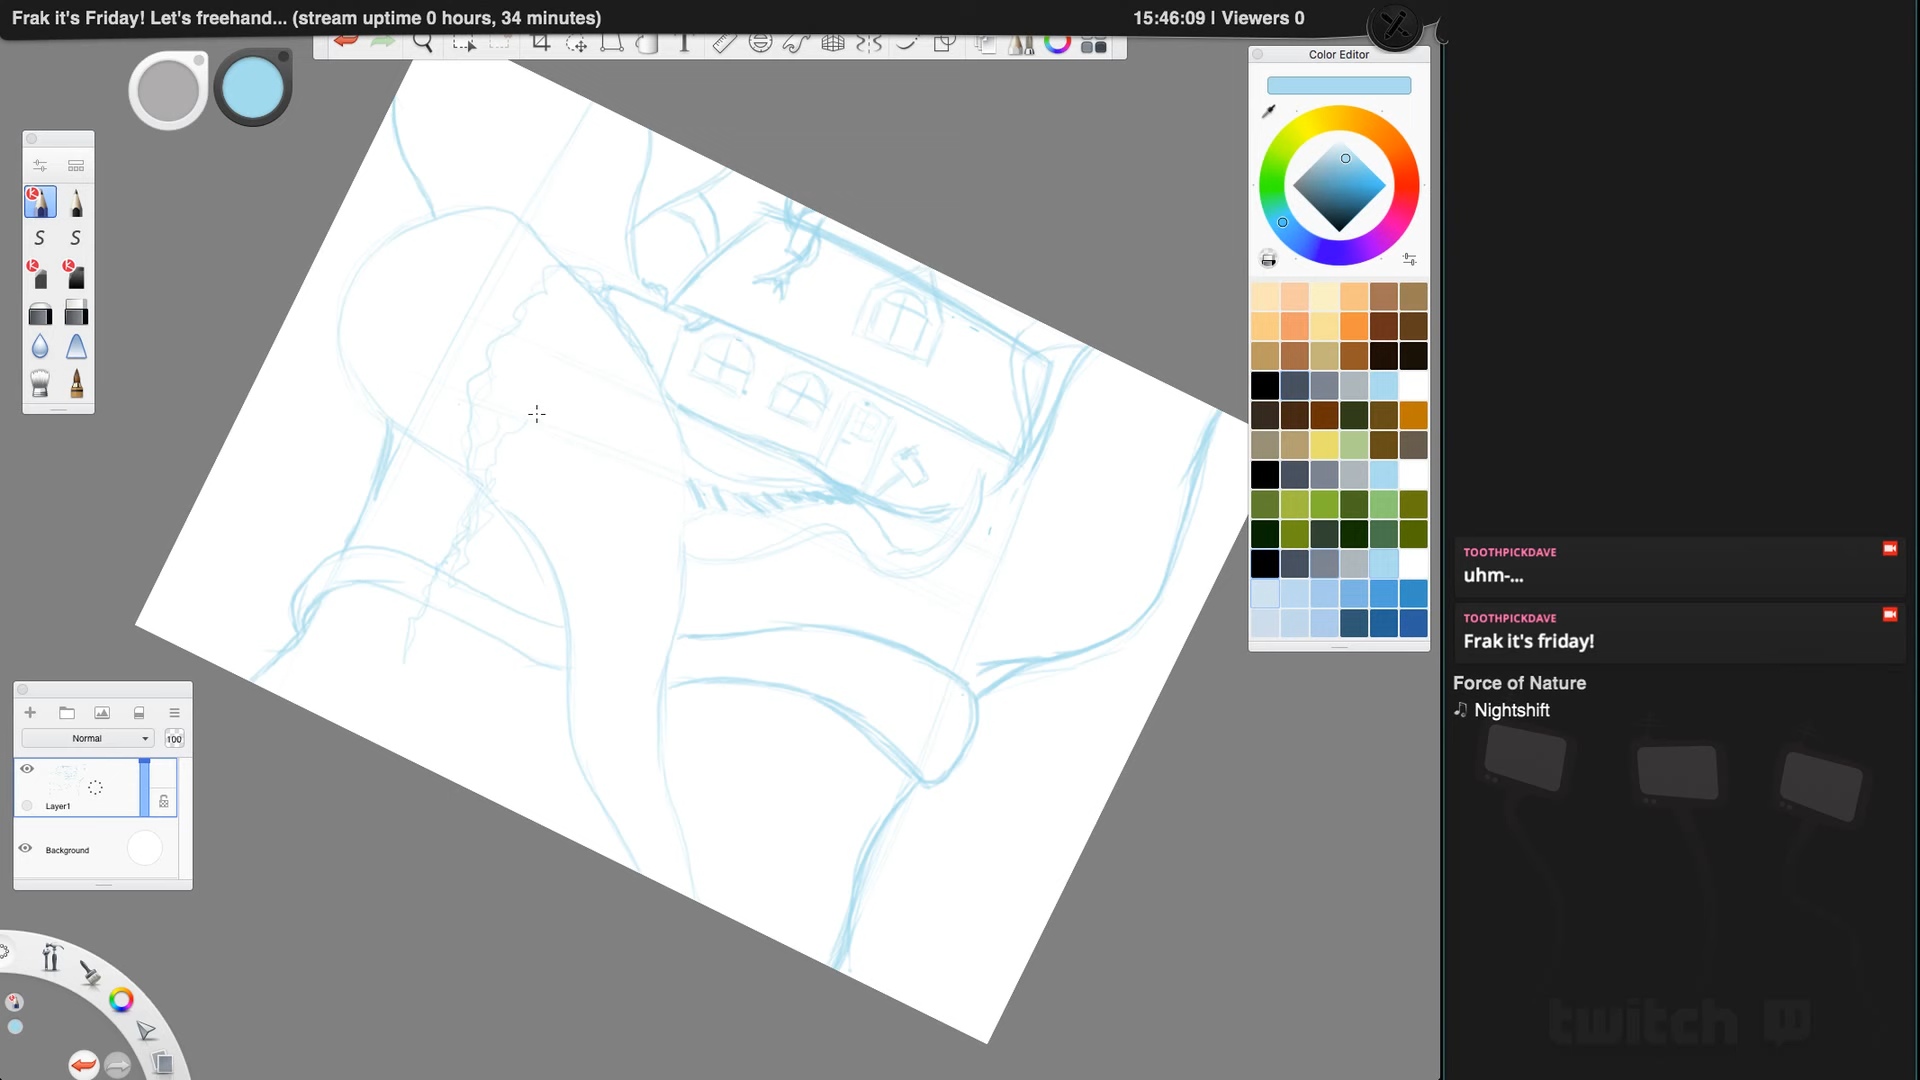 Frak it's Friday! Let's freehand... (stream uptime 0 hours, 34 minutes)
15:46:09 | Viewers 0
Color Editor
Normal
100
Layer1
Background
TOOTHPICKDAVE
uhm-...
TOOTHPICKDAVE
Frak it's friday!
Force of Nature
Nightshift
twitch